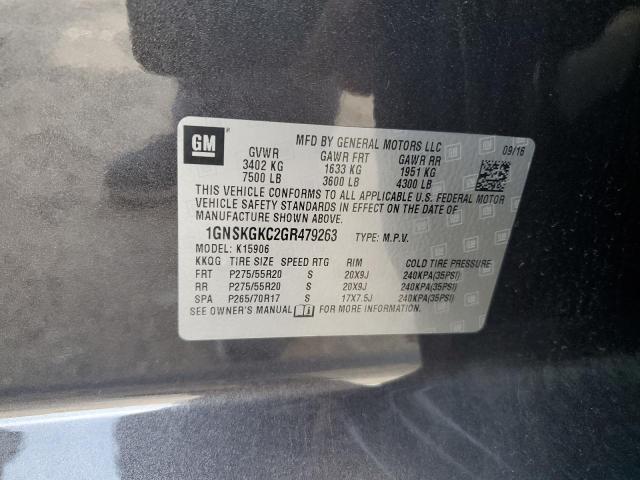 GM
MFD BY GENERAL MOTORS LLC 09/16
GVWR GAWR FRT GAWR RR
3402 KG 1633 KG 1951 KG
7500 LB 3600 LB 4300 LB
THIS VEHICLE CONFORMS TO ALL APPLICABLE U.S. FEDERAL MOTOR
VEHICLE SAFETY STANDARDS IN EFFECT ON THE DATE OF
MANUFACTURE SHOWN ABOVE.
1GNSKGKC2GR479263 TYPE: M.P.V.
MODEL: K15906
KKQG TIRE SIZE SPEED RTG RIM COLD TIRE PRESSURE
FRT P275/55R20 S 20X9J 240KPA(35PSI)
RR P275/55R20 S 20X9J 240KPA(35PSI)
SPA P265/70R17 S 17X7.5J 240KPA(35PSI)
SEE OWNER'S MANUAL FOR MORE INFORMATION.